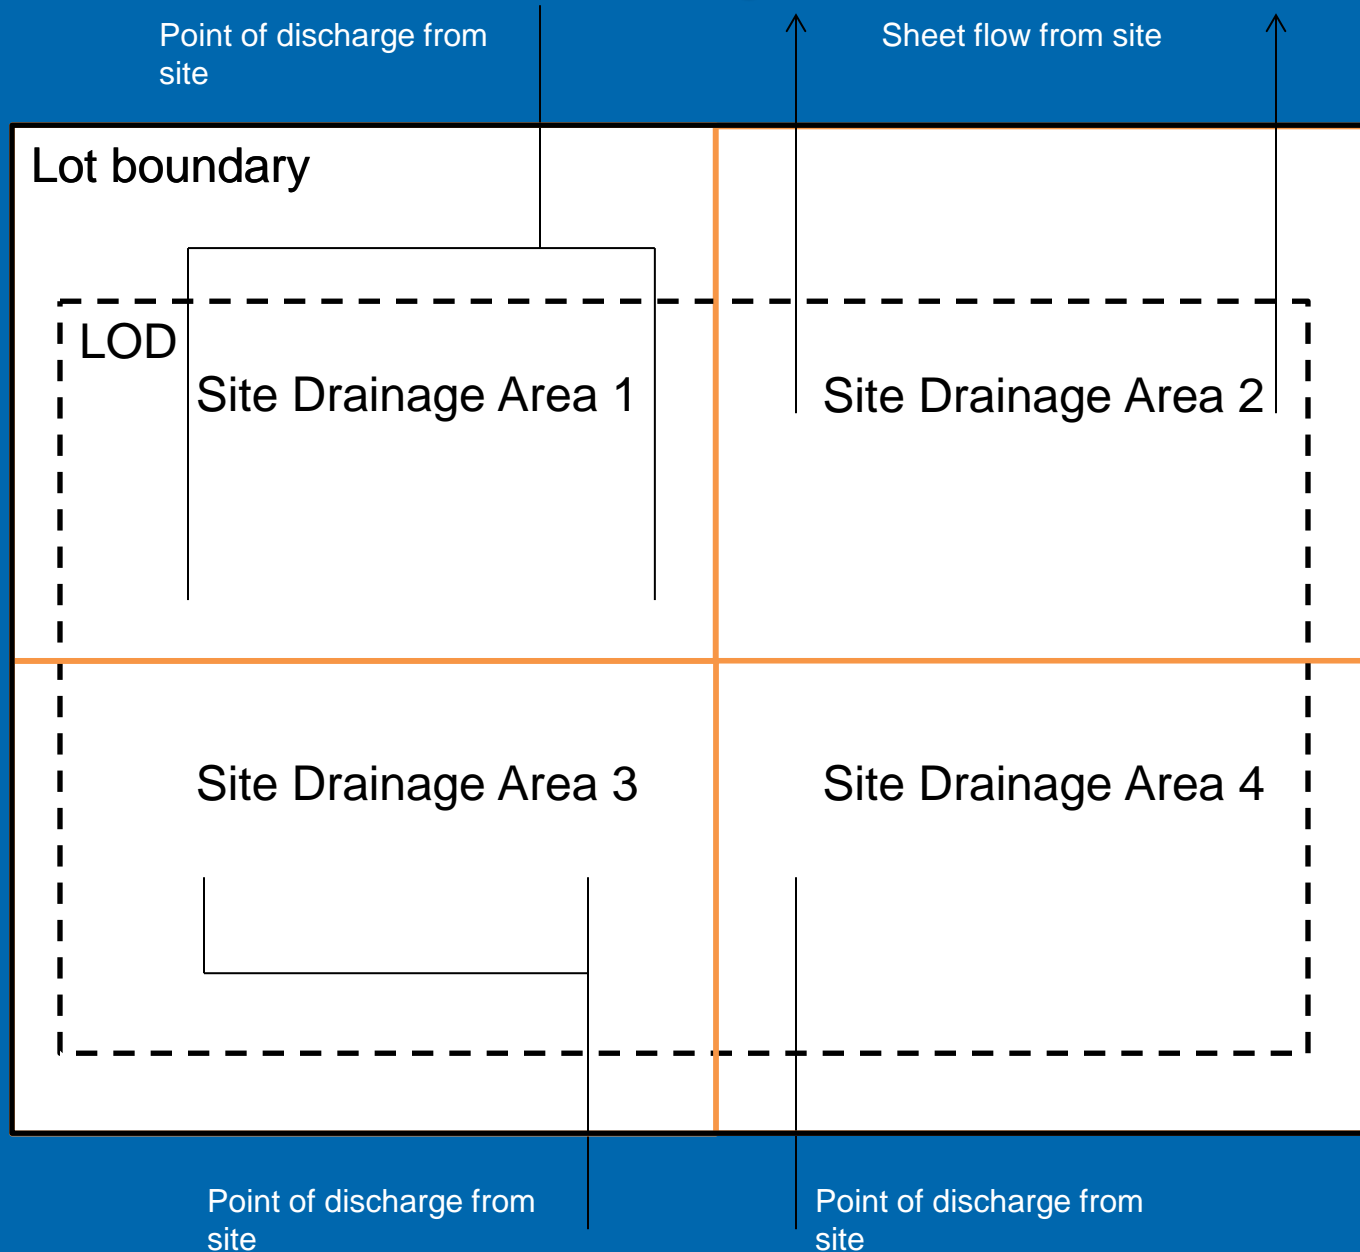 Point of discharge from
site
Sheet flow from site
Lot boundary
LOD
Site Drainage Area 1
Site Drainage Area 2
Site Drainage Area 3
Site Drainage Area 4
Point of discharge from
site
Point of discharge from
site